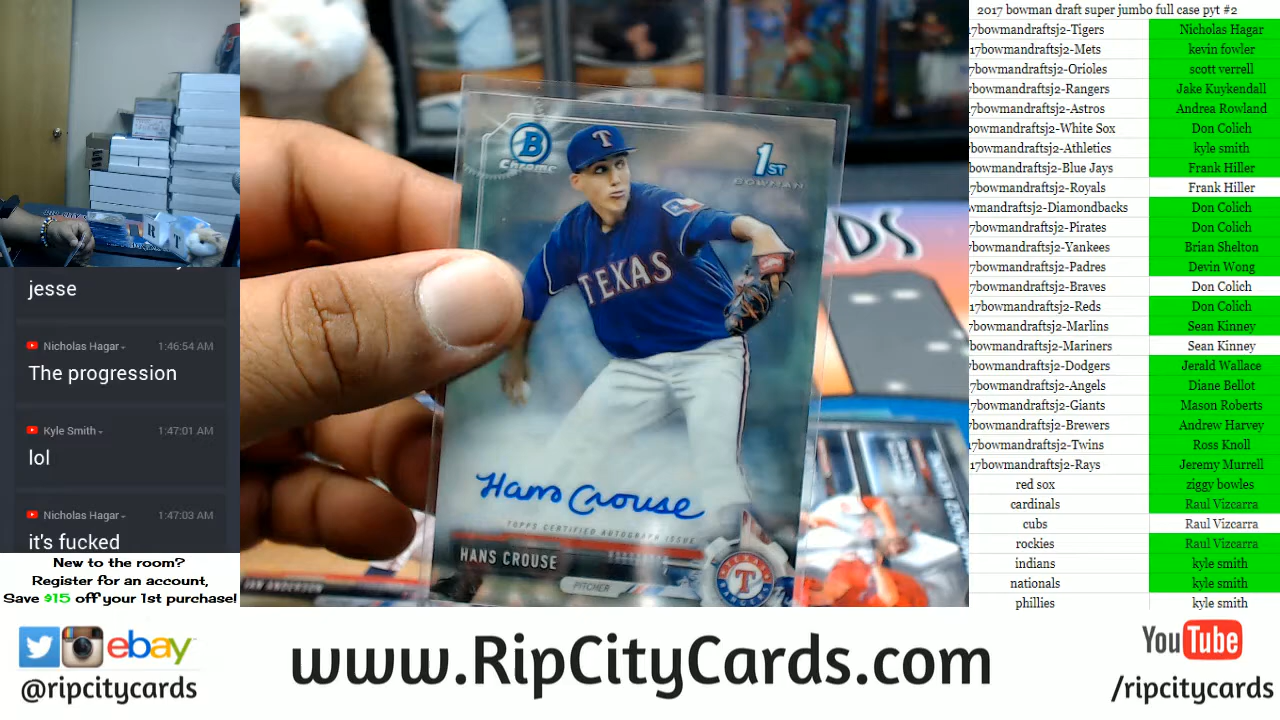 jesse
Nicholas Hagar 1:46:54 AM
The progression
Kyle Smith 1:47:01 AM
lol
Nicholas Hagar 1:47:03 AM
it's fucked
New to the room?
Register for an account,
Save $15 off your 1st purchase!
B
Chrome
1ST
BOWMAN
T
TEXAS
Hans Crouse
TOPPS CERTIFIED AUTOGRAPH ISSUE
HANS CROUSE
PITCHER
TEXAS RANGERS
T
IAN ANDERSON
DS
2017 bowman draft super jumbo full case pyt #2
17bowmandraftsj2-Tigers Nicholas Hagar
7bowmandraftsj2-Mets kevin fowler
7bowmandraftsj2-Orioles scott verrell
7bowmandraftsj2-Rangers Jake Kuykendall
17bowmandraftsj2-Astros Andrea Rowland
bowmandraftsj2-White Sox Don Colich
7bowmandraftsj2-Athletics kyle smith
bowmandraftsj2-Blue Jays Frank Hiller
7bowmandraftsj2-Royals Frank Hiller
wmandraftsj2-Diamondbacks Don Colich
7bowmandraftsj2-Pirates Don Colich
7bowmandraftsj2-Yankees Brian Shelton
7bowmandraftsj2-Padres Devin Wong
7bowmandraftsj2-Braves Don Colich
17bowmandraftsj2-Reds Don Colich
7bowmandraftsj2-Marlins Sean Kinney
7bowmandraftsj2-Mariners Sean Kinney
7bowmandraftsj2-Dodgers Jerald Wallace
17bowmandraftsj2-Angels Diane Bellot
17bowmandraftsj2-Giants Mason Roberts
7bowmandraftsj2-Brewers Andrew Harvey
17bowmandraftsj2-Twins Ross Knoll
17bowmandraftsj2-Rays Jeremy Murrell
red sox ziggy bowles
cardinals Raul Vizcarra
cubs Raul Vizcarra
rockies Raul Vizcarra
indians kyle smith
nationals kyle smith
phillies kyle smith
ebay
@ripcitycards
www.RipCityCards.com
YouTube
/ripcitycards